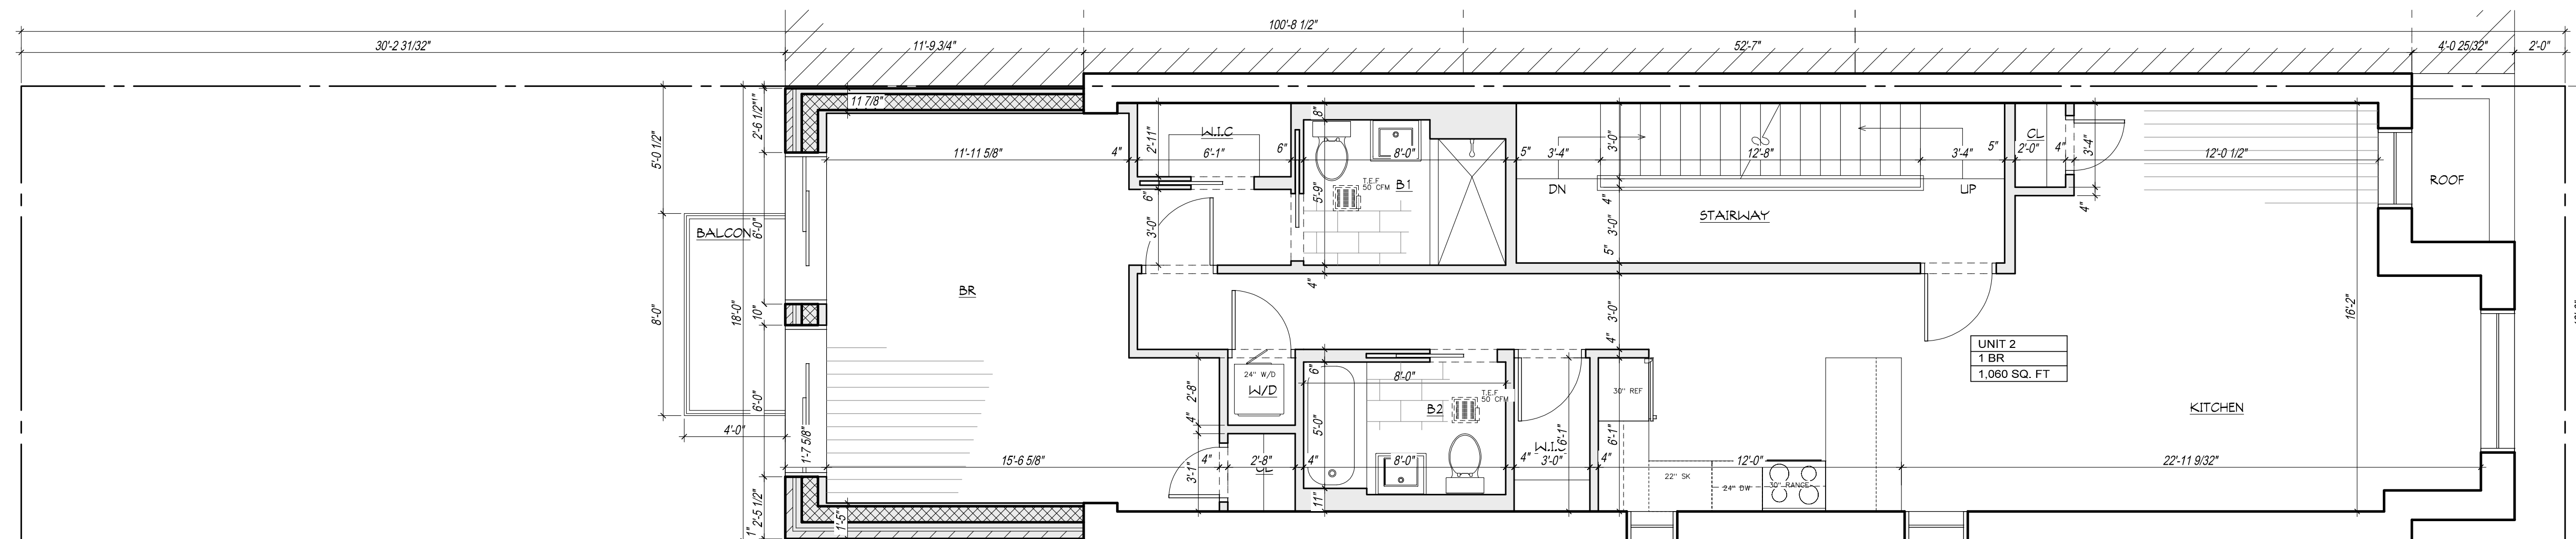 100'-8 1/2"
30'-2 31/32"
11'-9 3/4"
52'-7"
4'-0 25/32"
2'-0"
11 7/8"
2'-6 1/2"
1"
5'-0 1/2"
8"
W.I.C
2'-11"
CL
3'-0"
3'-4"
11'-11 5/8"
4"
6'-1"
6"
8'-0"
5"
3'-4"
12'-8"
3'-4"
5"
2'-0"
4"
12'-0 1/2"
T.E.F
50 CFM
B1
DN
UP
ROOF
5'-9"
6"
4"
4"
STAIRWAY
BALCON
6'-0"
3'-0"
3'-0"
5"
4"
BR
8'-0"
18'-0"
10"
3'-0"
16'-2"
4"
UNIT 2
1 BR
1,060 SQ. FT
24" W/D
W/D
6"
8'-0"
T.E.F
50 CFM
30" REF
B2
KITCHEN
2'-8"
6'-0"
4"
5'-0"
4'-0"
1'-7 5/8"
W.I.C
6'-1"
6'-1"
15'-6 5/8"
4"
2'-8"
4"
8'-0"
4"
3'-0"
4"
12'-0"
22'-11 9/32"
CL
3'-1"
22" SK
24" DW
30" RANGE
11"
1'-5"
2'-5 1/2"
1"